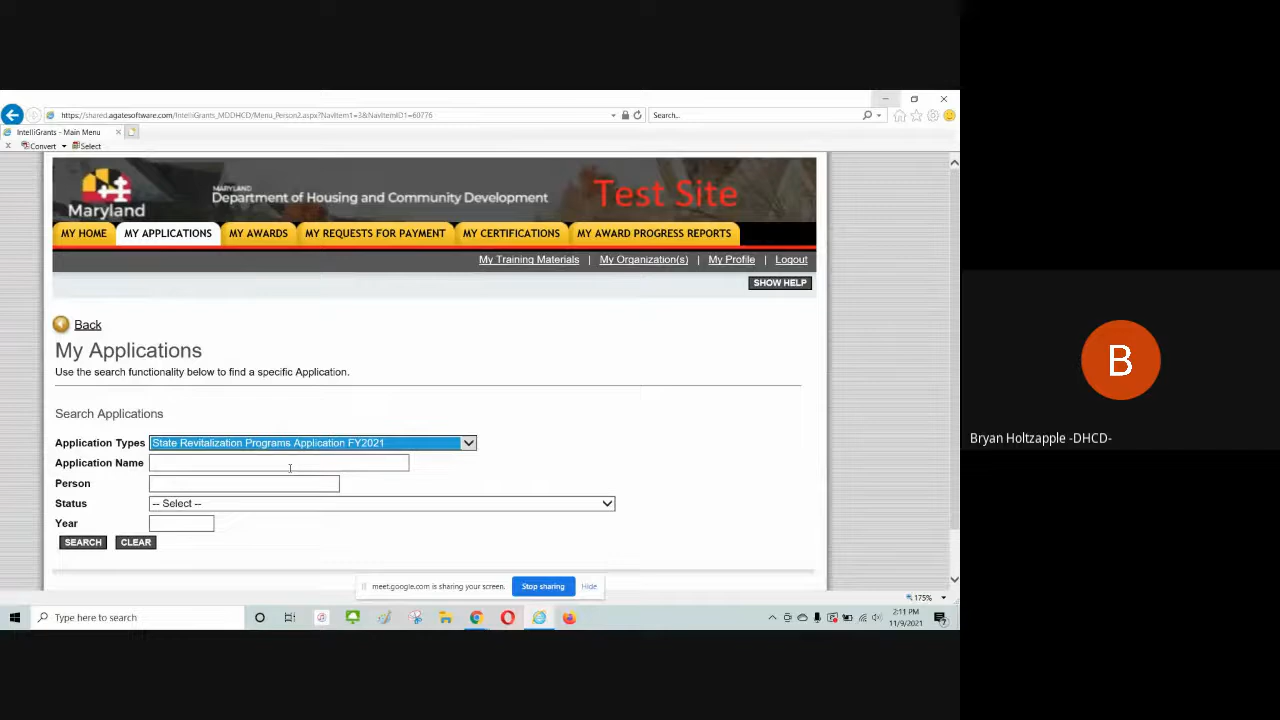 https://shared.agatesoftware.com/IntelliGrants_MDDHCD/Menu_Person2.aspx?NavItem1=3&NavItemID1=60776
Search...
IntelliGrants - Main Menu
Convert Select
Maryland
MARYLAND
Department of Housing and Community Development
Test Site
MY HOME MY APPLICATIONS MY AWARDS MY REQUESTS FOR PAYMENT MY CERTIFICATIONS MY AWARD PROGRESS REPORTS
My Training Materials | My Organization(s) | My Profile | Logout
SHOW HELP
Back
My Applications
Use the search functionality below to find a specific Application.
Search Applications
Application Types State Revitalization Programs Application FY2021
Application Name
Person
Status -- Select --
Year
SEARCH CLEAR
meet.google.com is sharing your screen. Stop sharing Hide
175%
Type here to search
2:11 PM
11/9/2021
7
B
Bryan Holtzapple -DHCD-